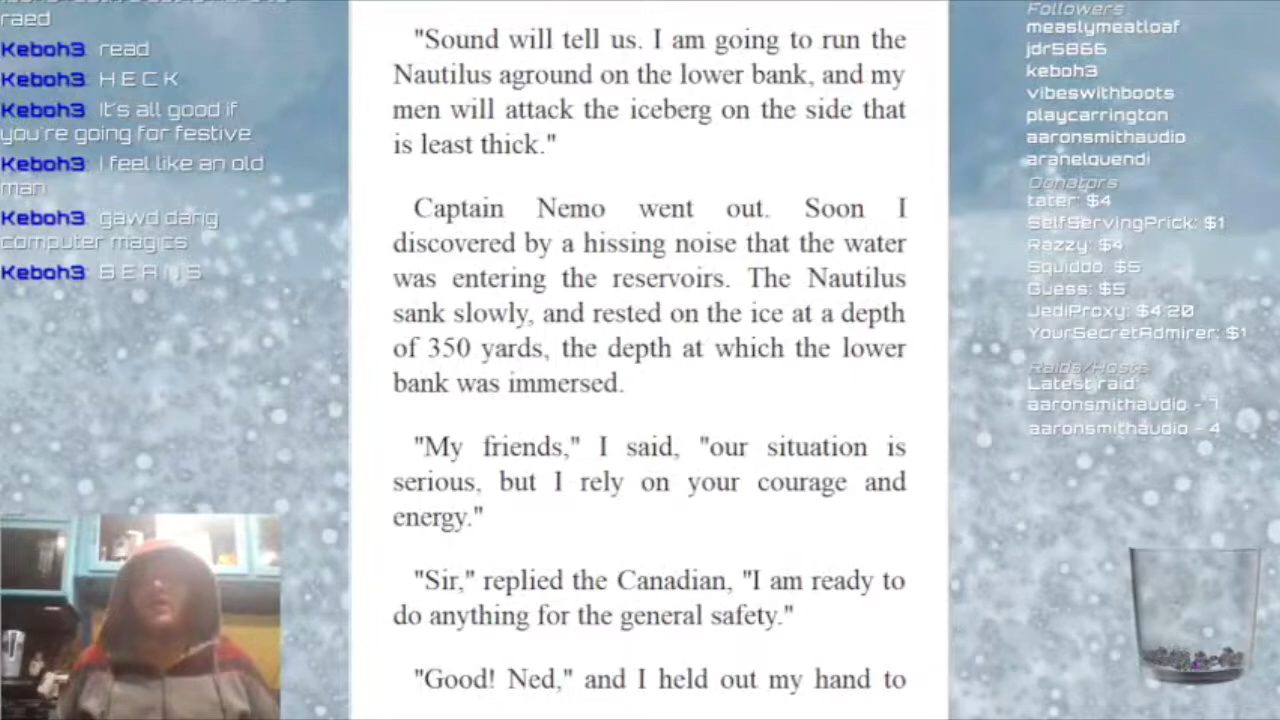 raed
Keboh3: read
Keboh3: H E C K
Keboh3: It's all good if
you're going for festive
Keboh3: I feel like an old
man
Keboh3: gawd dang
computer magics
Keboh3: B E A N S
"Sound will tell us. I am going to run the
Nautilus aground on the lower bank, and my
men will attack the iceberg on the side that
is least thick."
Captain Nemo went out. Soon I
discovered by a hissing noise that the water
was entering the reservoirs. The Nautilus
sank slowly, and rested on the ice at a depth
of 350 yards, the depth at which the lower
bank was immersed.
"My friends," I said, "our situation is
serious, but I rely on your courage and
energy."
"Sir," replied the Canadian, "I am ready to
do anything for the general safety."
"Good! Ned," and I held out my hand to
Followers
measlymeatloaf
jdr5866
keboh3
vibeswithboots
playcarrington
aaronsmithaudio
aranelquendi
Donators
tater: $4
SelfServingPrick: $1
Razzy: $4
Squidoo: $5
Guess: $5
JediProxy: $4.20
YourSecretAdmirer: $1
Raids/Hosts
Latest raid:
aaronsmithaudio - 7
aaronsmithaudio - 4